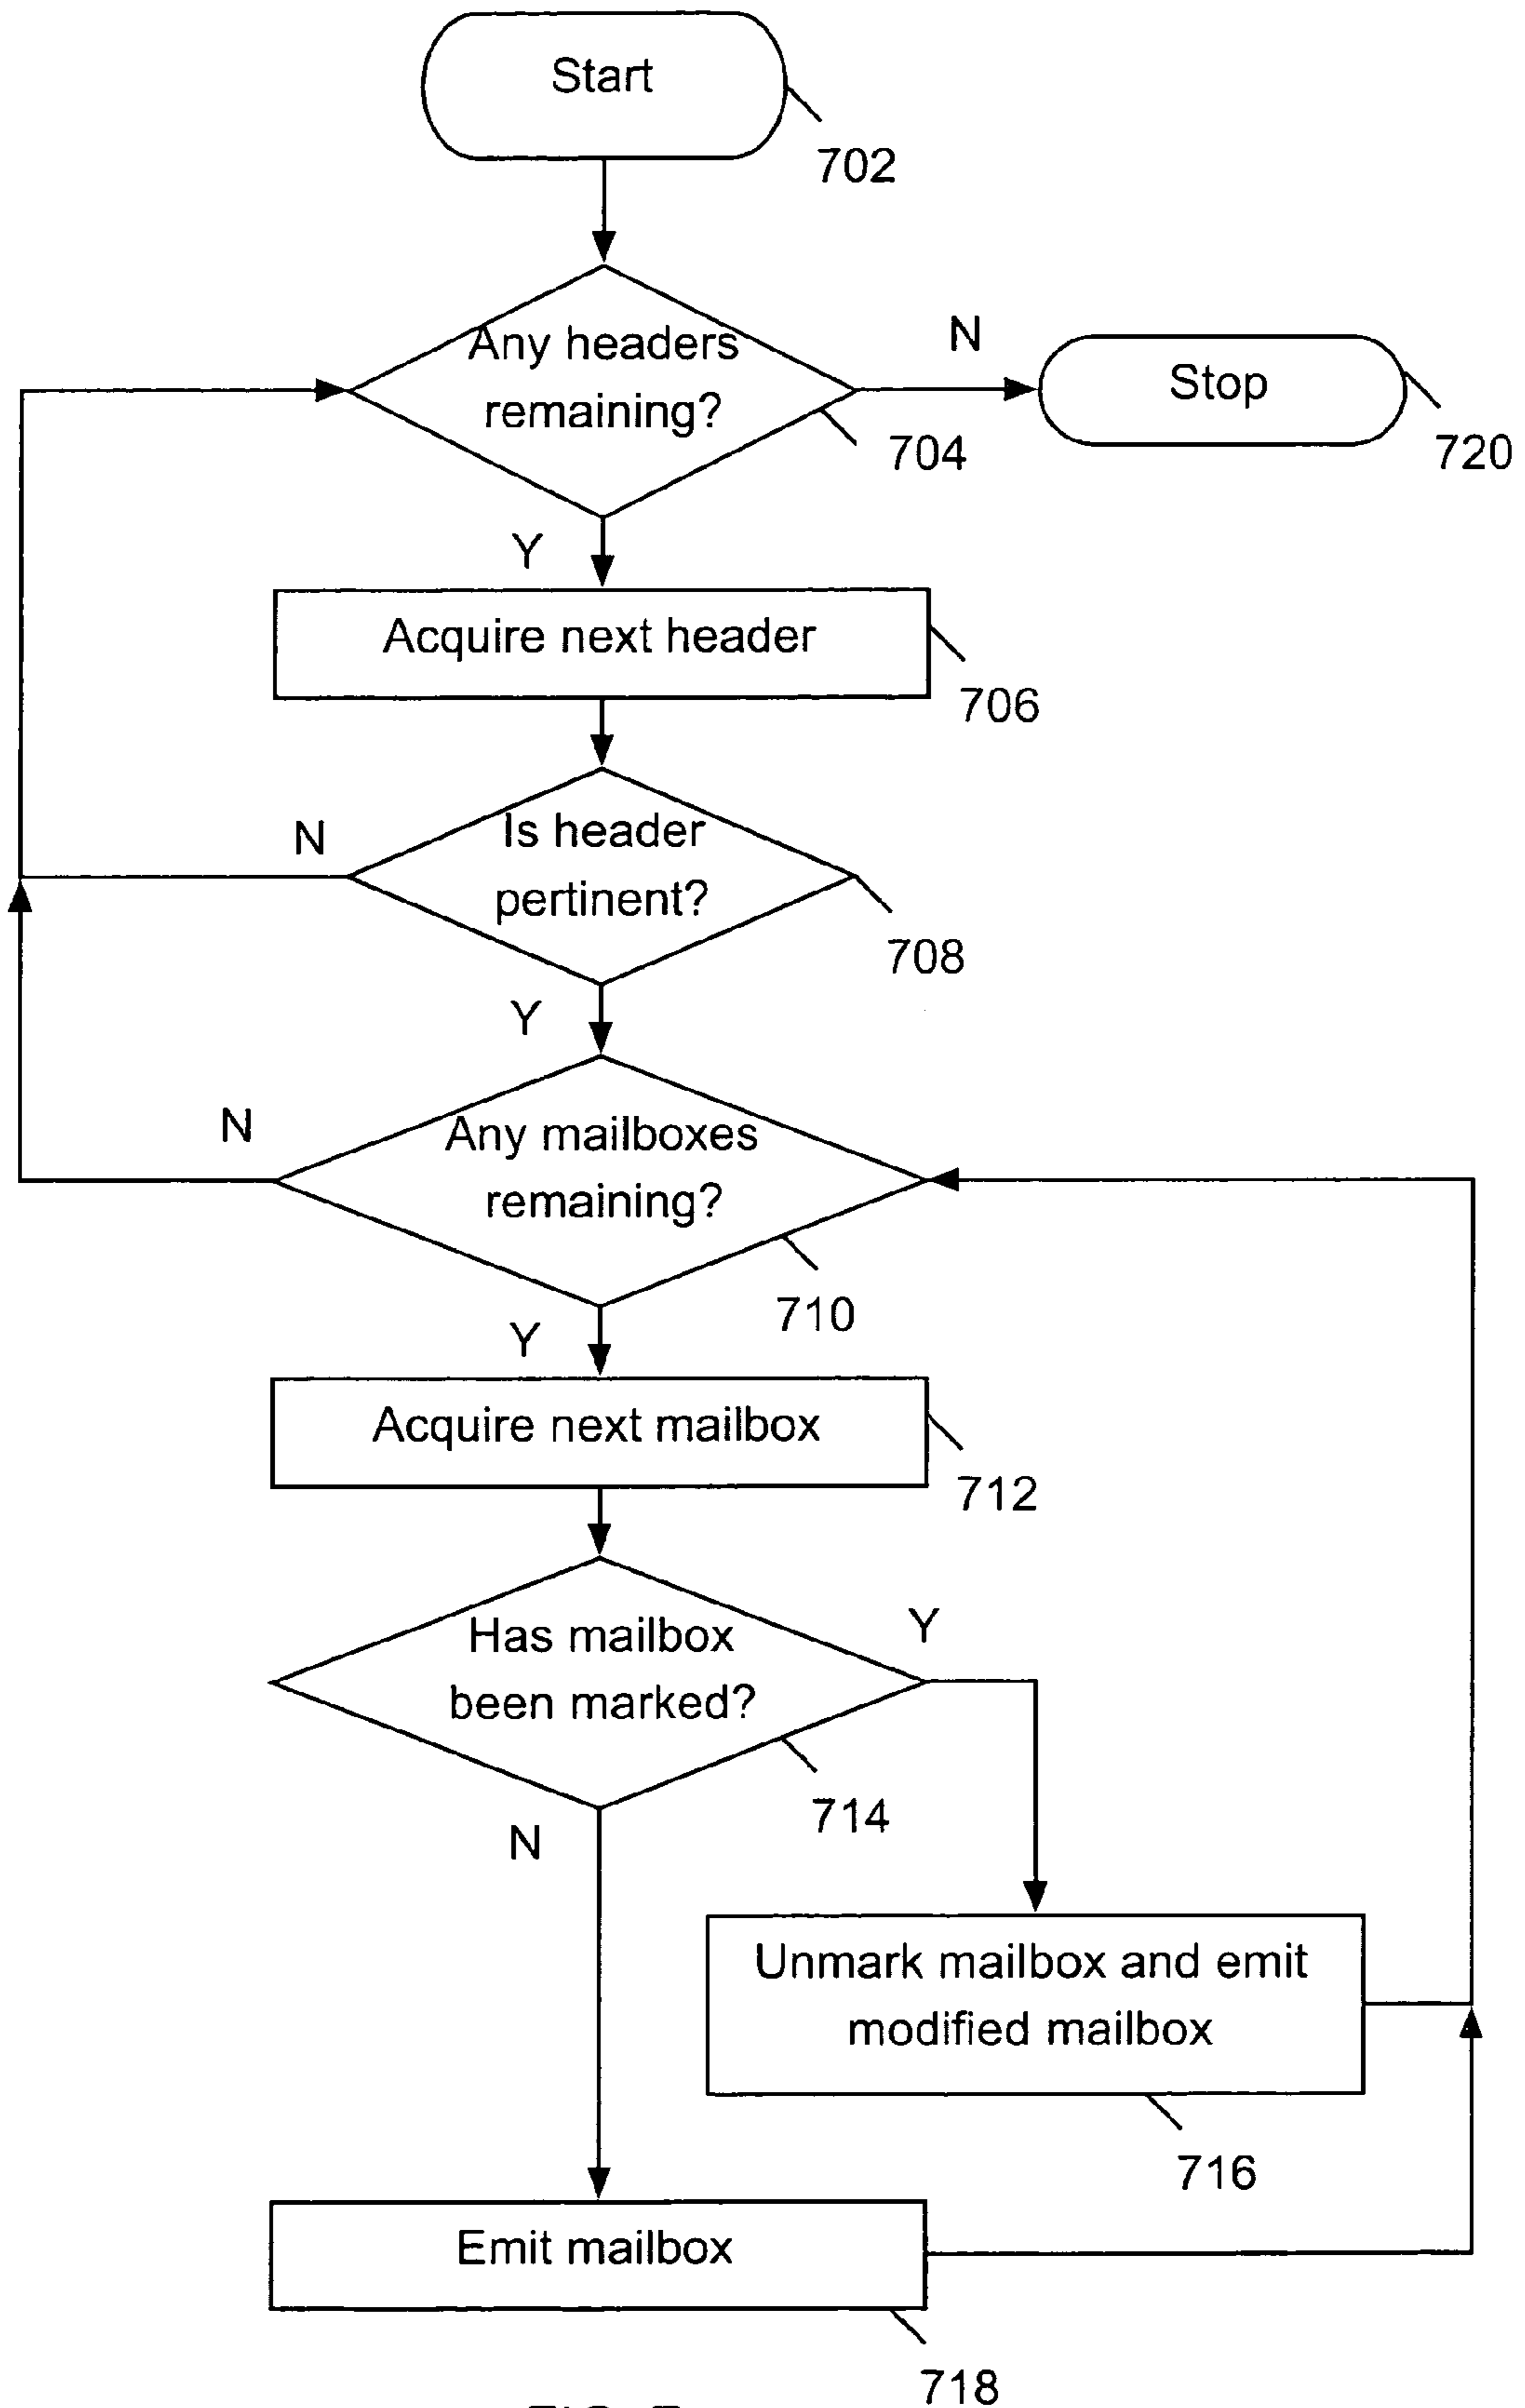 Start
702
Any headers
remaining?
N
Stop
704
720
Y
Acquire next header
706
Is header
pertinent?
N
708
Y
Any mailboxes
remaining?
N
710
Y
Acquire next mailbox
712
Has mailbox
been marked?
Y
714
N
Unmark mailbox and emit
modified mailbox
716
Emit mailbox
718